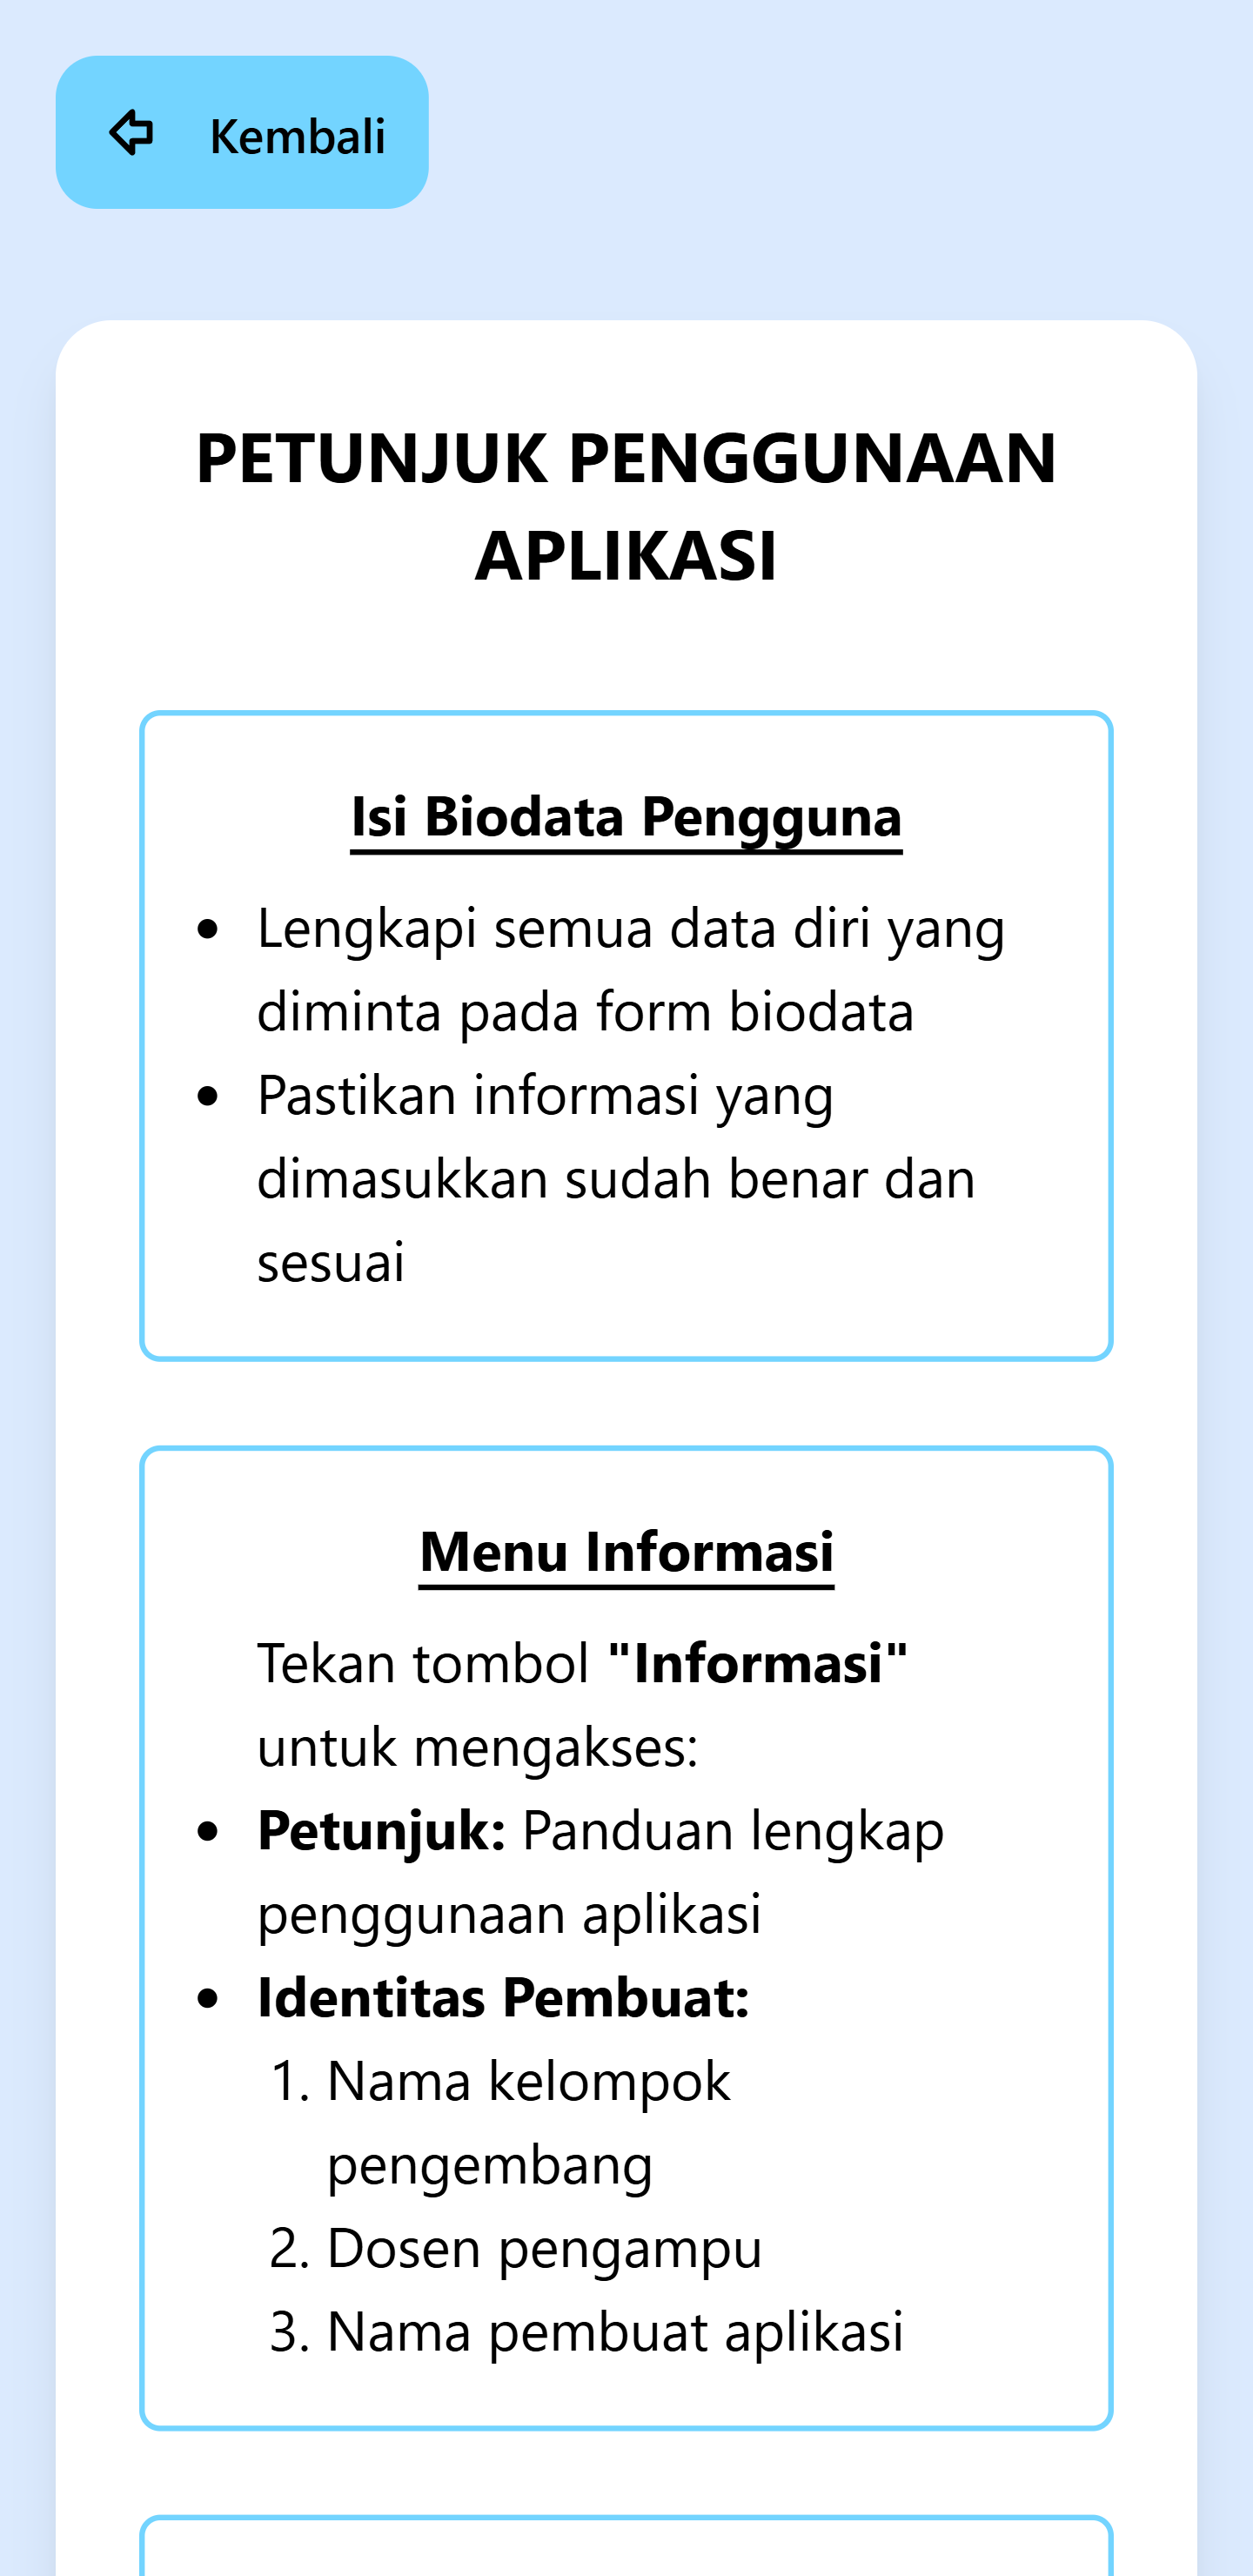 Kembali
PETUNJUK PENGGUNAAN
APLIKASI
Isi Biodata Pengguna
• Lengkapi semua data diri yang
diminta pada form biodata
• Pastikan informasi yang
dimasukkan sudah benar dan
sesuai
Menu Informasi
Tekan tombol "Informasi"
untuk mengakses:
• Petunjuk: Panduan lengkap
penggunaan aplikasi
• Identitas Pembuat:
1. Nama kelompok
pengembang
2. Dosen pengampu
3. Nama pembuat aplikasi